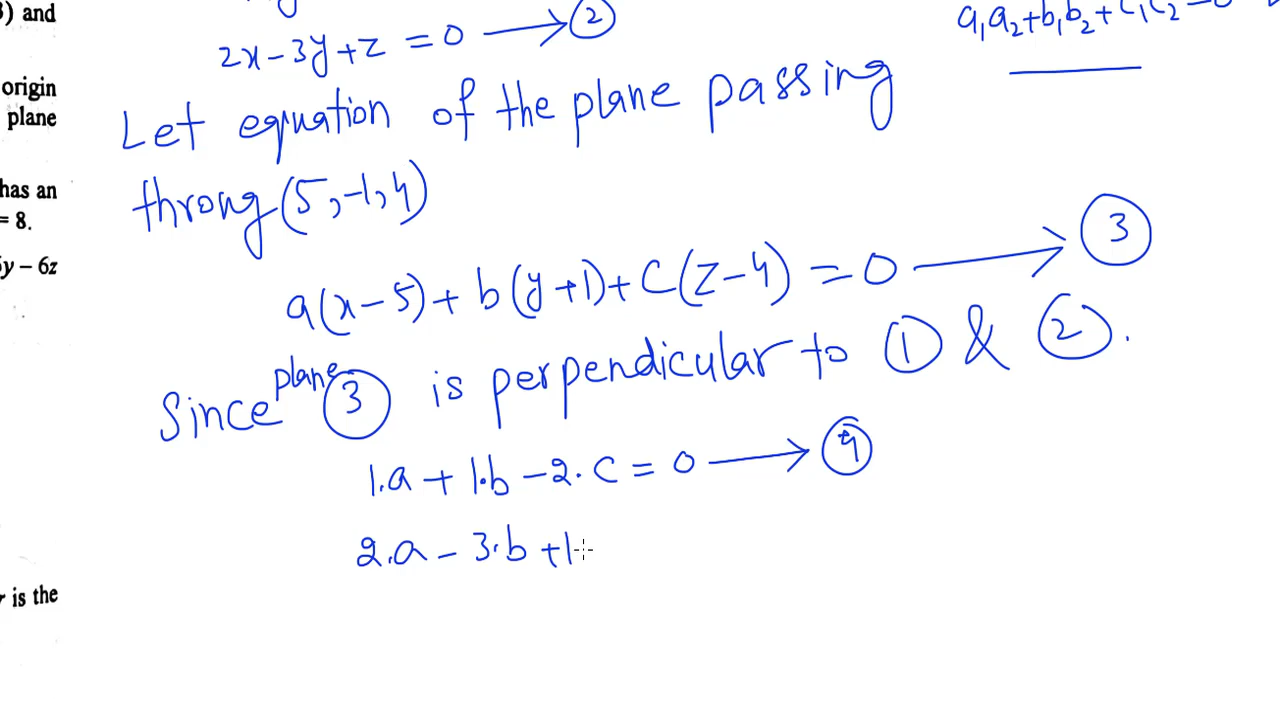 ) and
origin
plane
has an
= 8.
y – 6z
r is the
2x-3y+z = 0 → ②
a₁a₂+b₁b₂+c₁c₂=0
Let equation of the plane passing
throng (5,-1,4)
a(x-5)+b(y+1)+c(z-4) = 0 → ③
Since plane ③ is perpendicular to ① & ②.
1.a + 1.b - 2.c = 0 → ④
2.a - 3.b + 1